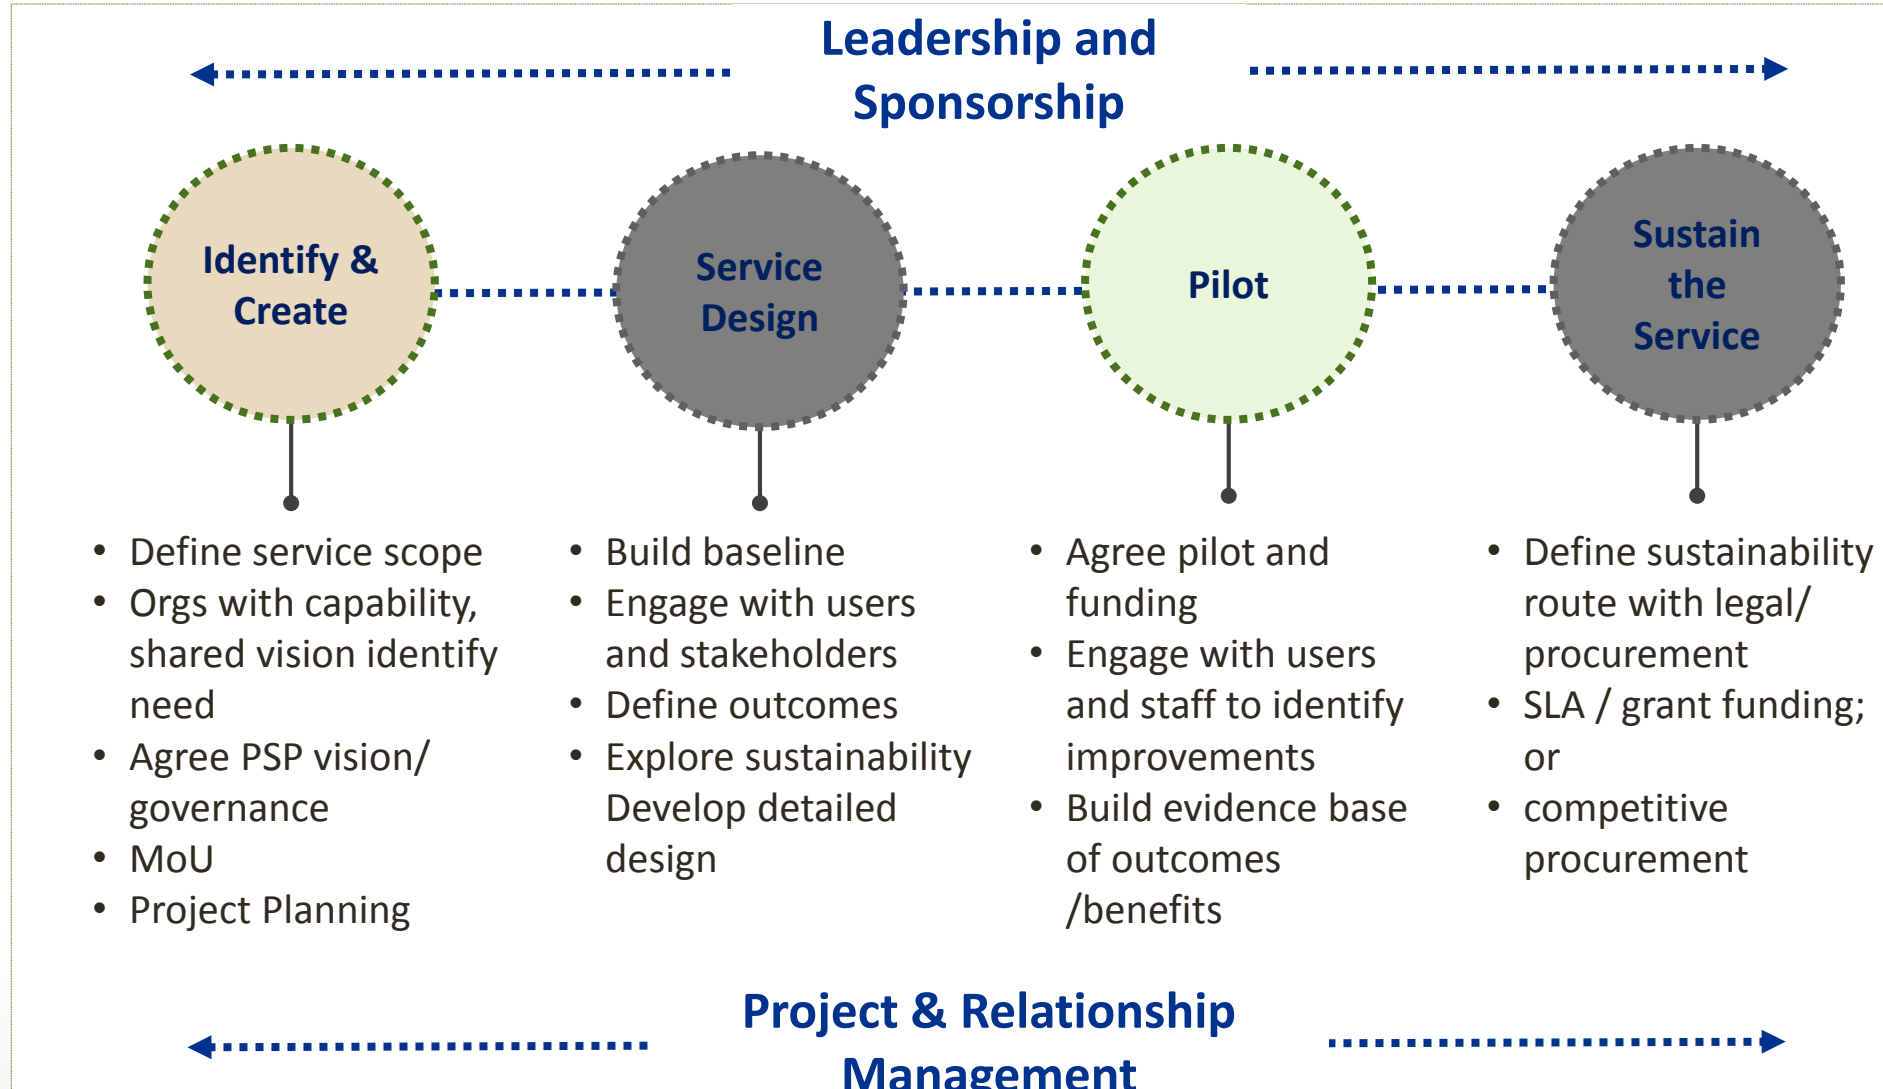 Leadership and
Sponsorship
Identify &
Create
Service
Design
Pilot
Sustain
the
Service
• Define service scope
• Orgs with capability,
shared vision identify
need
• Agree PSP vision/
governance
• MoU
• Project Planning
• Build baseline
• Engage with users
and stakeholders
• Define outcomes
• Explore sustainability
Develop detailed
design
• Agree pilot and
funding
• Engage with users
and staff to identify
improvements
• Build evidence base
of outcomes
/benefits
• Define sustainability
route with legal/
procurement
• SLA / grant funding;
or
• competitive
procurement
Project & Relationship
Management